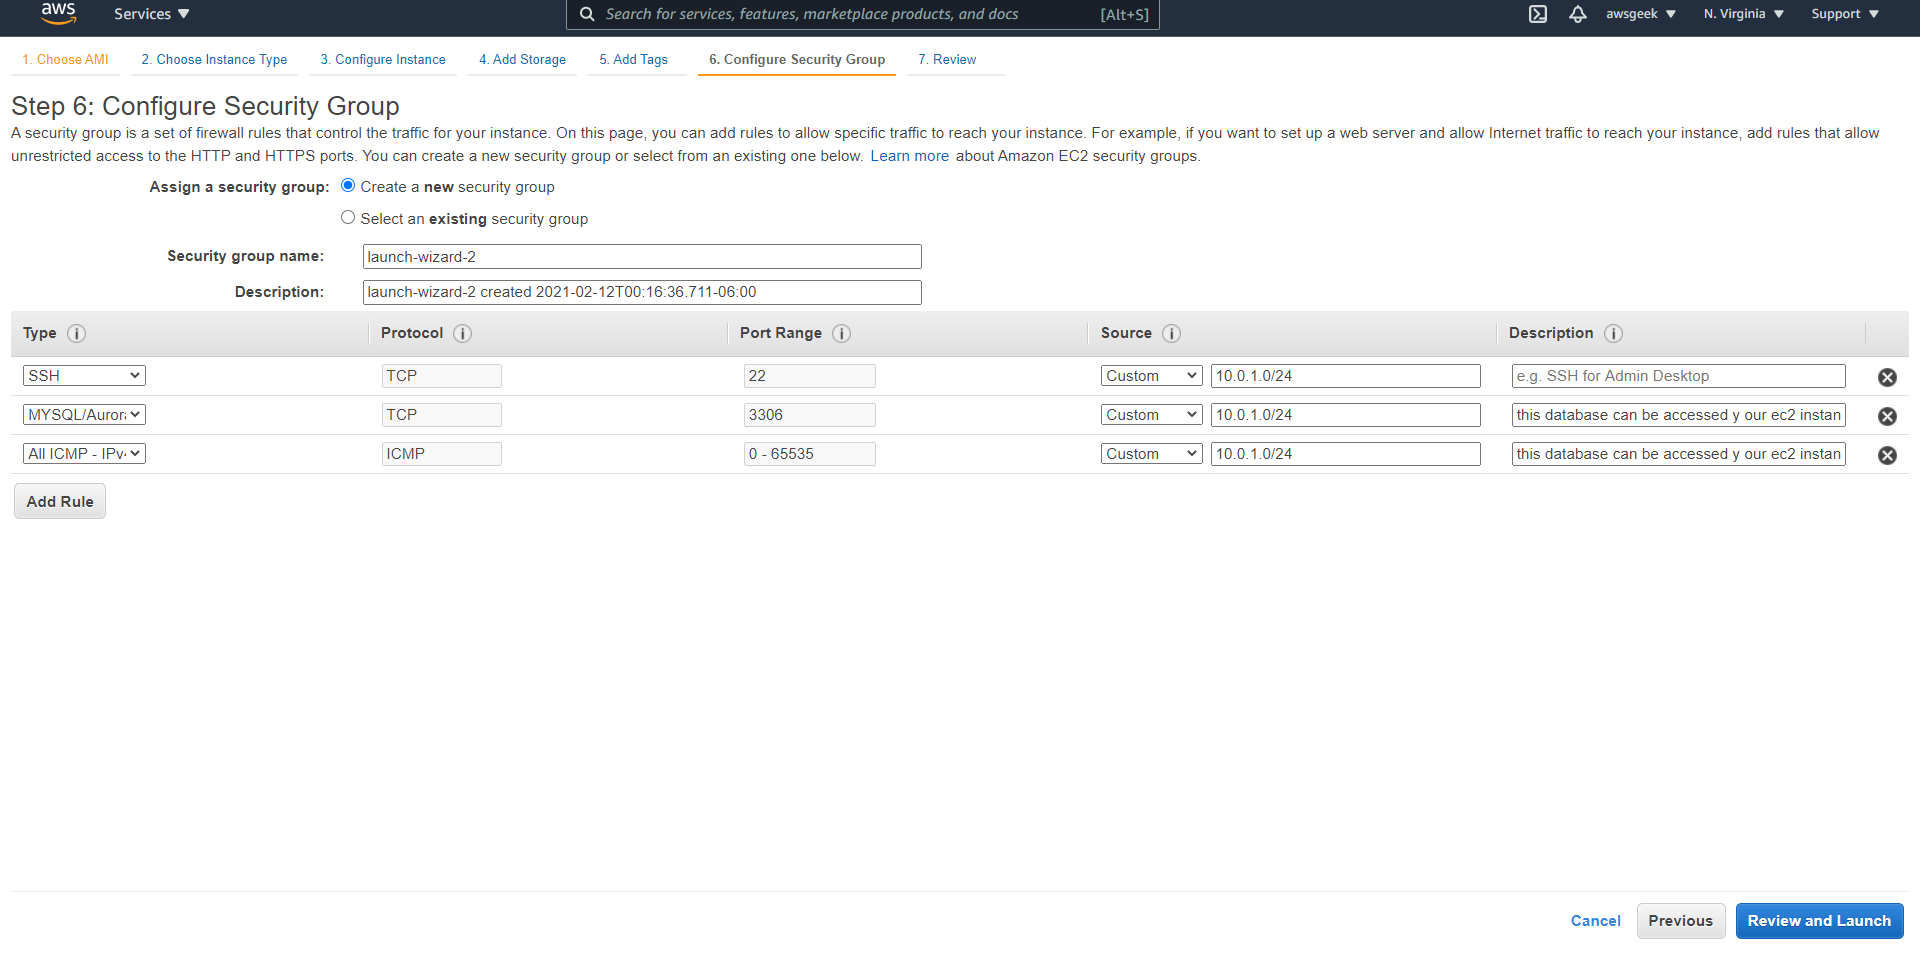 aws Services Search for services, features, marketplace products, and docs [Alt+S] awsgeek N. Virginia Support
1. Choose AMI 2. Choose Instance Type 3. Configure Instance 4. Add Storage 5. Add Tags 6. Configure Security Group 7. Review
Step 6: Configure Security Group
A security group is a set of firewall rules that control the traffic for your instance. On this page, you can add rules to allow specific traffic to reach your instance. For example, if you want to set up a web server and allow Internet traffic to reach your instance, add rules that allow
unrestricted access to the HTTP and HTTPS ports. You can create a new security group or select from an existing one below. Learn more about Amazon EC2 security groups.
Assign a security group: Create a new security group
Select an existing security group
Security group name: launch-wizard-2
Description: launch-wizard-2 created 2021-02-12T00:16:36.711-06:00
Type i Protocol i Port Range i Source i Description i
SSH TCP 22 Custom 10.0.1.0/24 e.g. SSH for Admin Desktop
MYSQL/Aurora TCP 3306 Custom 10.0.1.0/24 this database can be accessed y our ec2 instan
All ICMP - IPv4 ICMP 0 - 65535 Custom 10.0.1.0/24 this database can be accessed y our ec2 instan
Add Rule
Cancel Previous Review and Launch